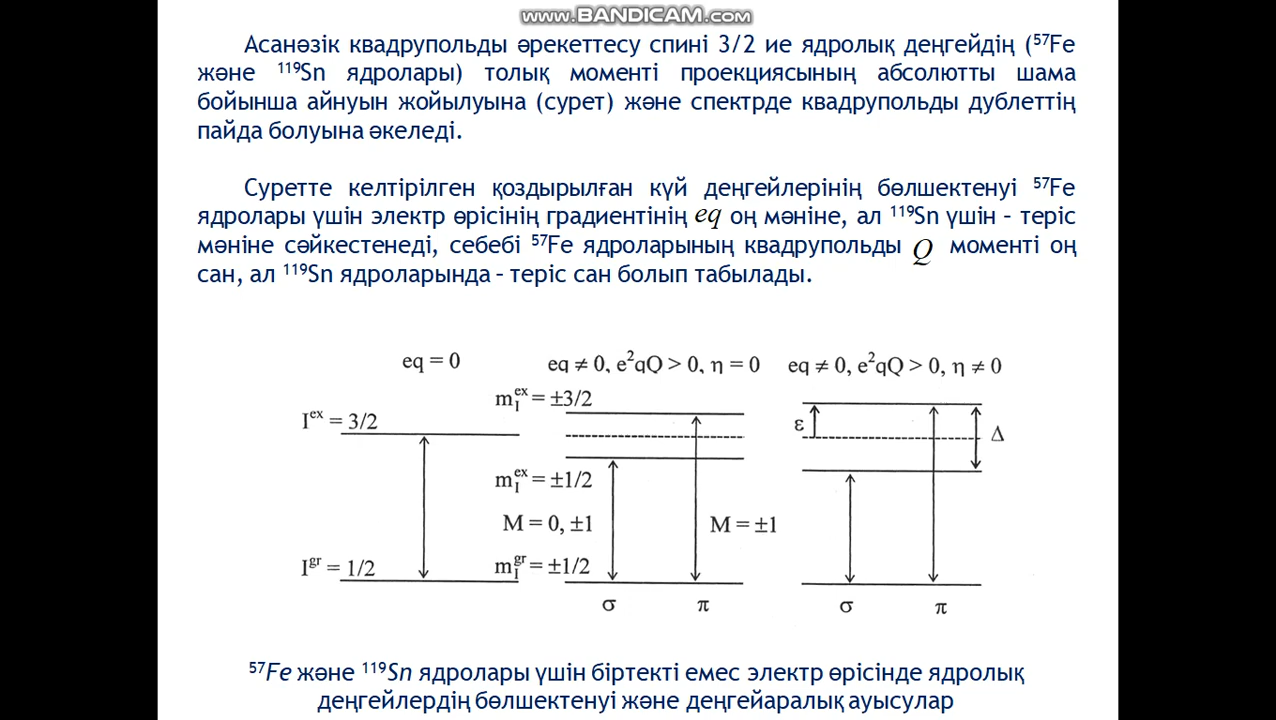 www.BANDICAM.com
Асанәзік квадрупольды әрекеттесу спині 3/2 ие ядролық деңгейдің (⁵⁷Fe
және ¹¹⁹Sn ядролары) толық моменті проекциясының абсолютты шама
бойынша айнуын жойылуына (сурет) және спектрде квадрупольды дублеттің
пайда болуына әкеледі.
Суретте келтірілген қоздырылған күй деңгейлерінің бөлшектенуі ⁵⁷Fe
ядролары үшін электр өрісінің градиентінің eq оң мәніне, ал ¹¹⁹Sn үшін – теріс
мәніне сәйкестенеді, себебі ⁵⁷Fe ядроларының квадрупольды Q моменті оң
сан, ал ¹¹⁹Sn ядроларында – теріс сан болып табылады.
eq = 0
eq ≠ 0, e²qQ > 0, η = 0
eq ≠ 0, e²qQ > 0, η ≠ 0
m_I^ex = ±3/2
I^ex = 3/2
ε
Δ
m_I^ex = ±1/2
M = 0, ±1
M = ±1
I^gr = 1/2
m_I^gr = ±1/2
σ π
σ π
⁵⁷Fe және ¹¹⁹Sn ядролары үшін біртекті емес электр өрісінде ядролық
деңгейлердің бөлшектенуі және деңгейаралық ауысулар